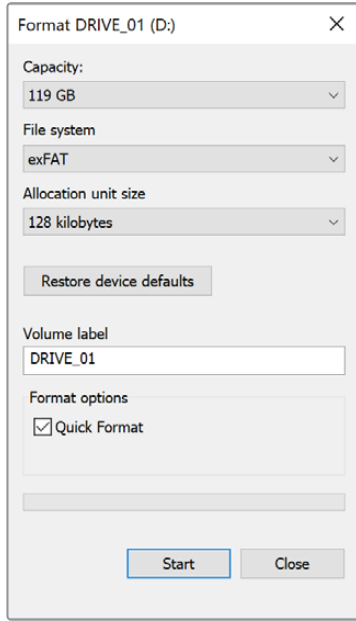 Format DRIVE_01 (D:)
Capacity:
119 GB
File system
exFAT
Allocation unit size
128 kilobytes
Restore device defaults
Volume label
DRIVE_01
Format options
Quick Format
Start Close